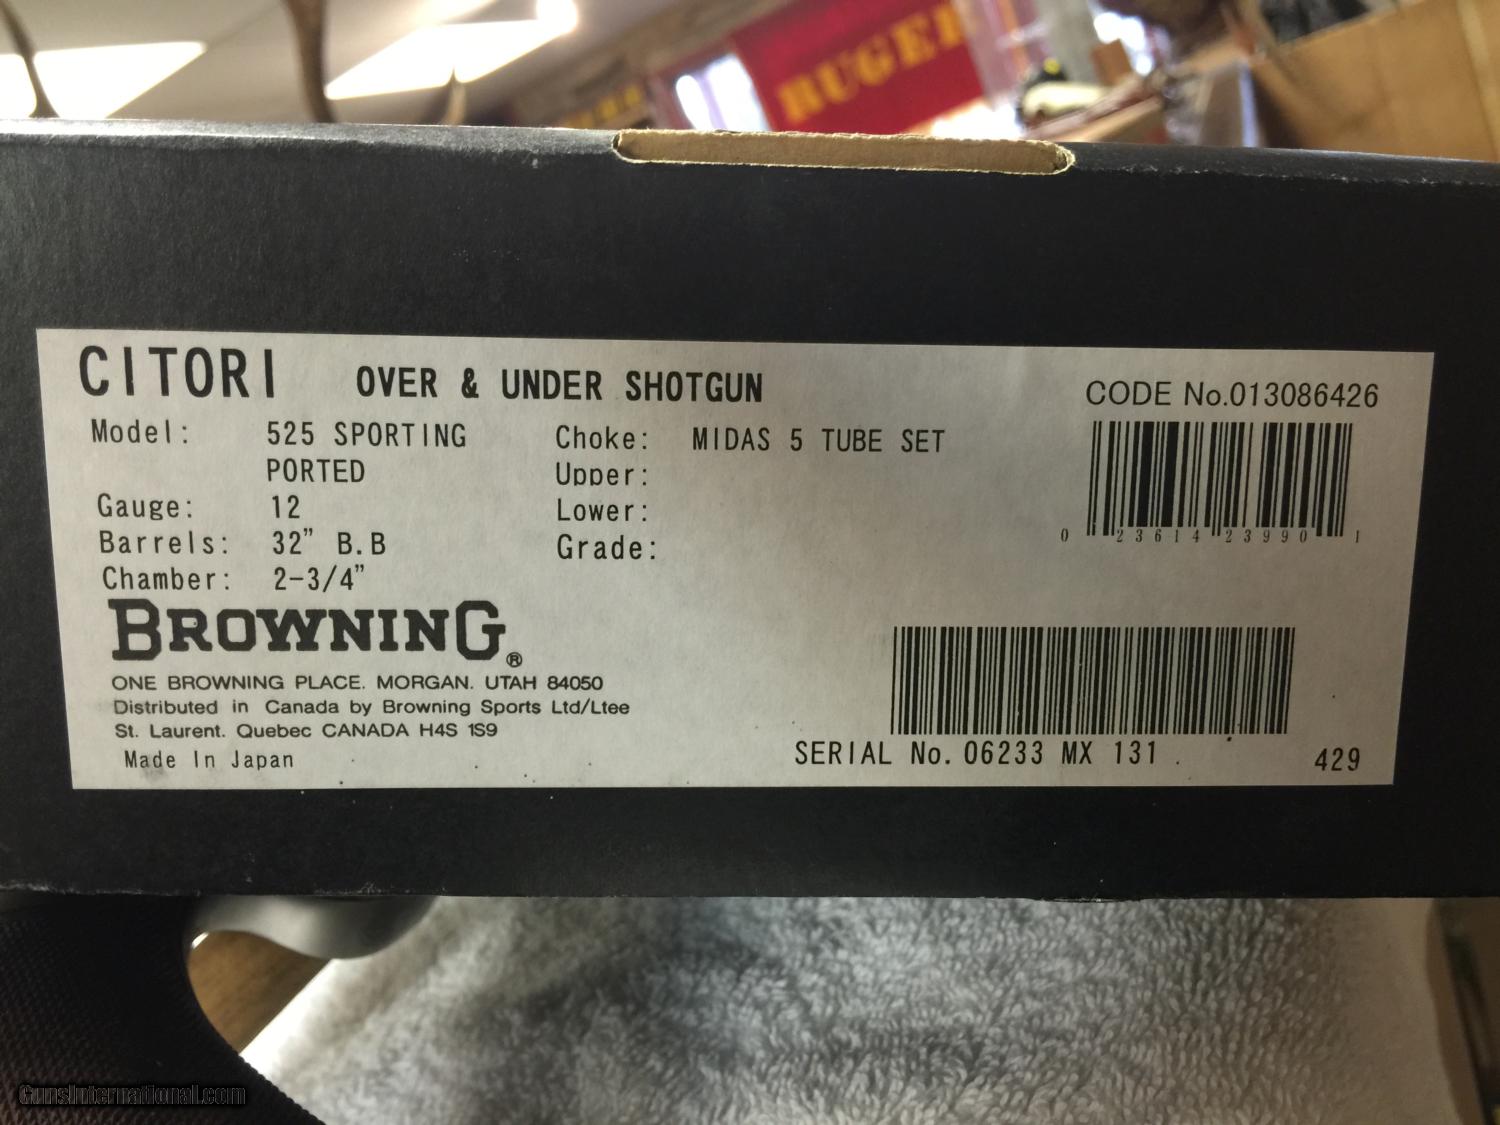 RUGER
CITORI OVER & UNDER SHOTGUN
CODE No.013086426
Model: 525 SPORTING
PORTED
Choke: MIDAS 5 TUBE SET
Upper:
Gauge: 12
Lower:
Barrels: 32" B.B
Grade:
Chamber: 2-3/4"
0 23614 23990 1
BROWNING®
ONE BROWNING PLACE. MORGAN. UTAH 84050
Distributed in Canada by Browning Sports Ltd/Ltee
St. Laurent. Quebec CANADA H4S 1S9
Made In Japan
SERIAL No. 06233 MX 131
429
GunsInternational.com